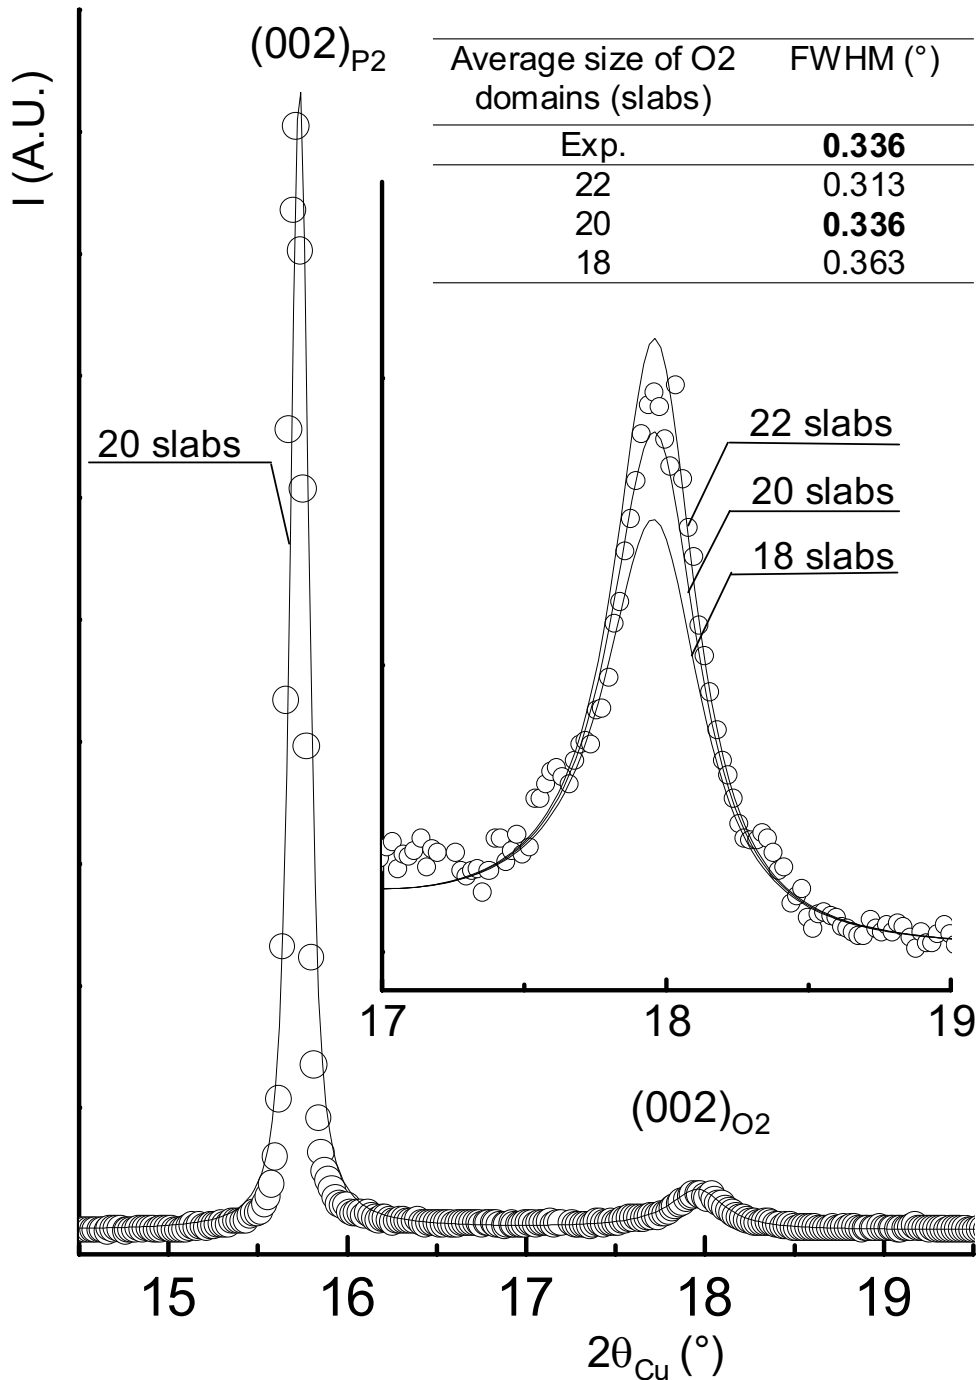 (002)P2
I (A.U.)
Average size of O2 domains (slabs) FWHM (°)
Exp. 0.336
22 0.313
20 0.336
18 0.363
20 slabs
22 slabs
20 slabs
18 slabs
17 18 19
(002)O2
15 16 17 18 19
2θCu (°)